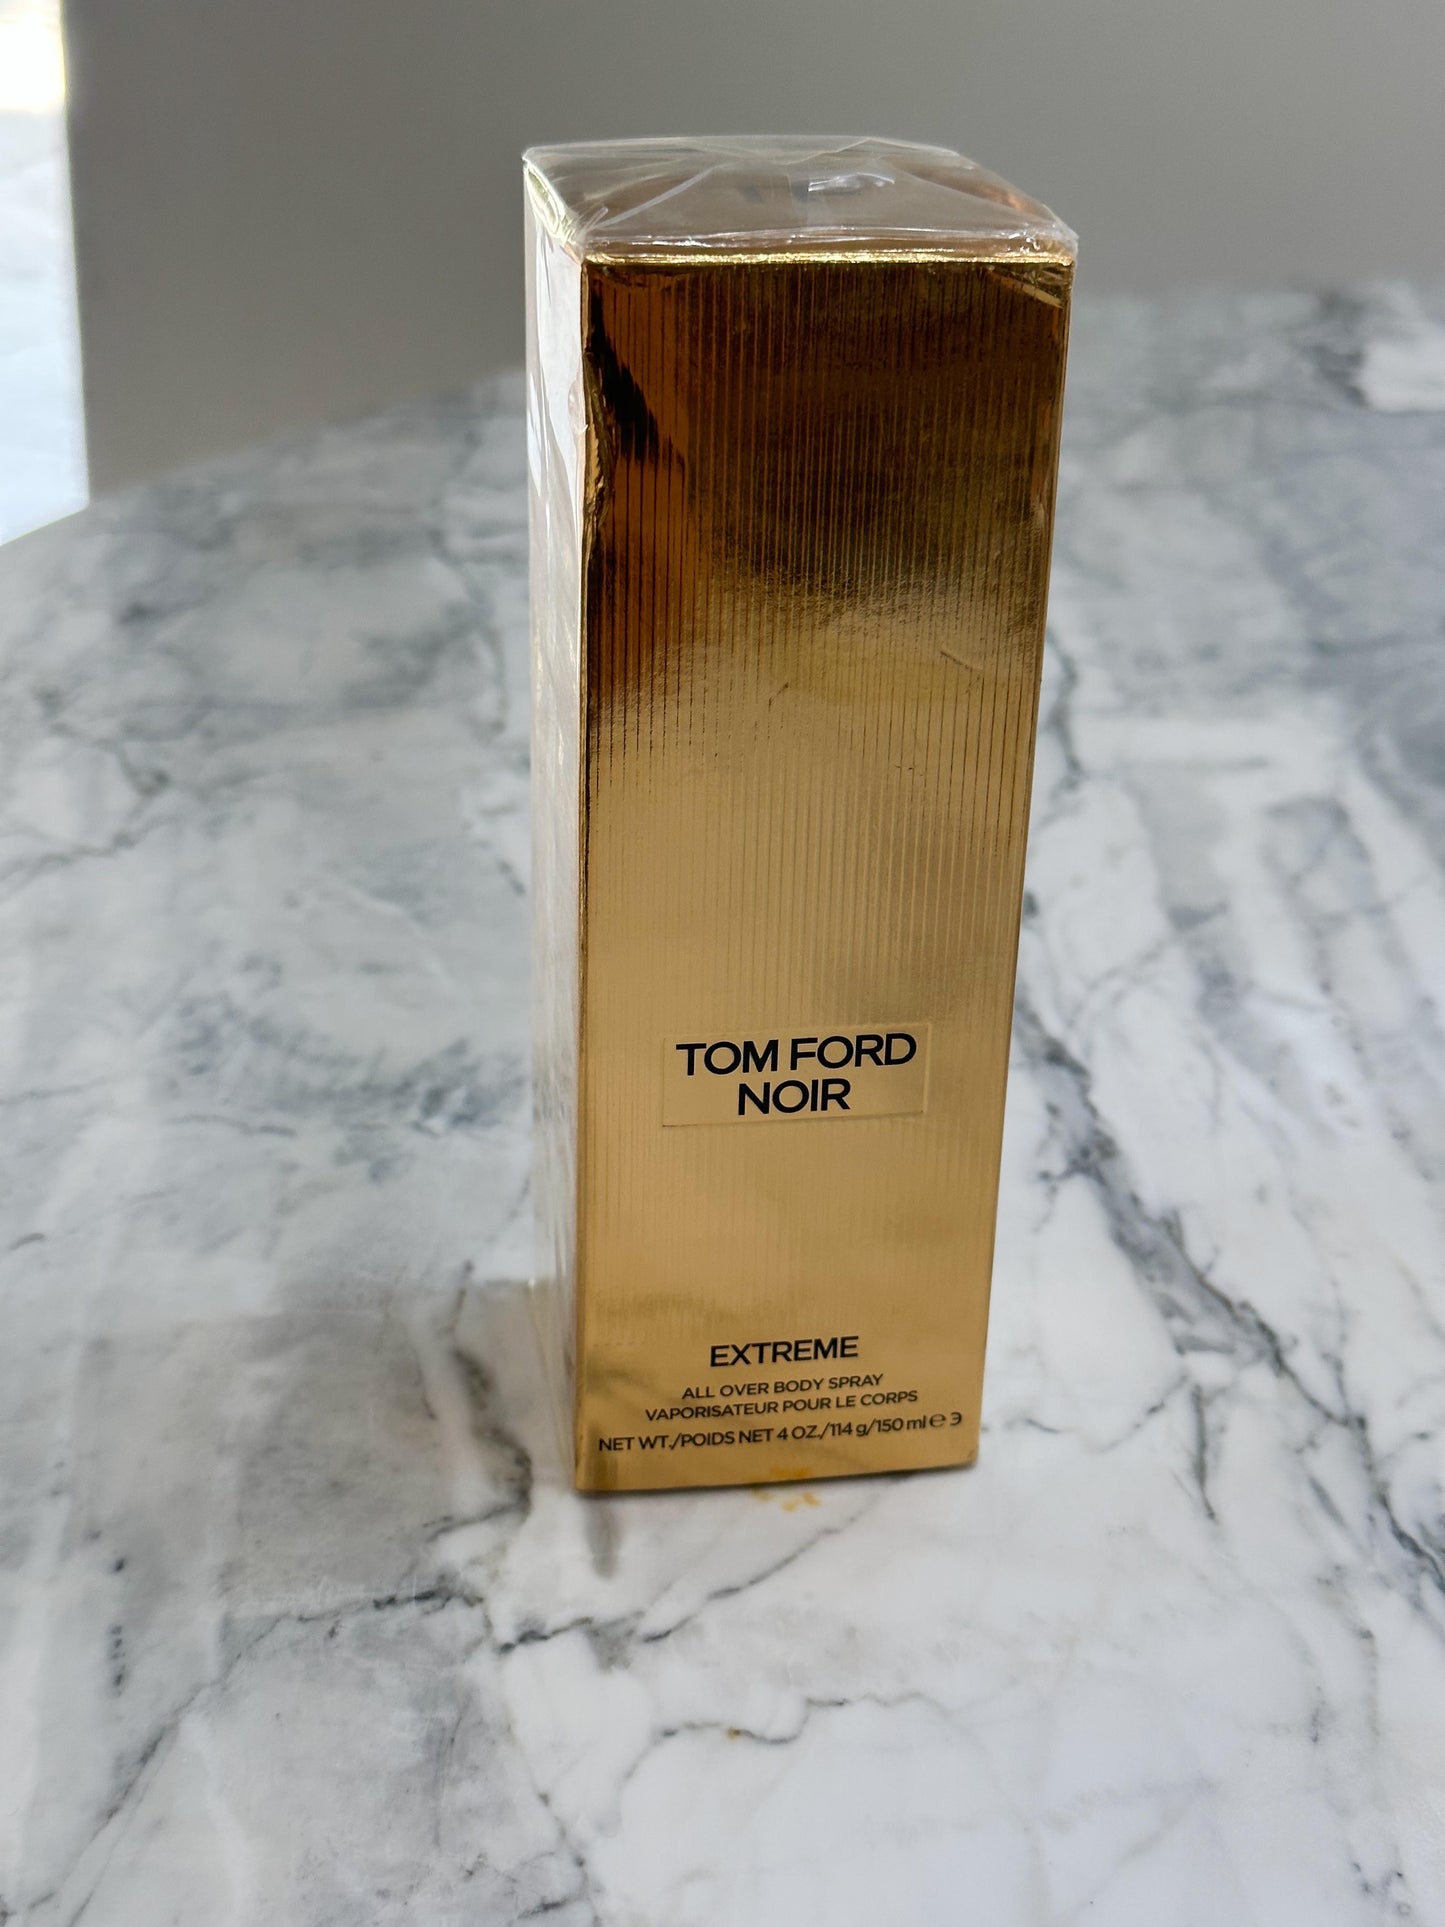 TOM FORD
NOIR
EXTREME
ALL OVER BODY SPRAY
VAPORISATEUR POUR LE CORPS
NET WT./POIDS NET 4 OZ./114 g/150 ml ℮ Э